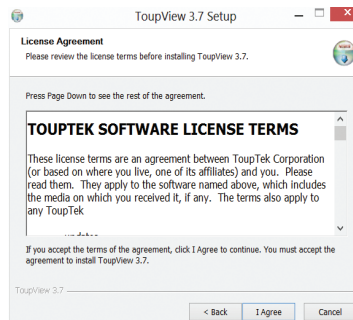 ToupView 3.7 Setup
License Agreement
Please review the license terms before installing ToupView 3.7.
Press Page Down to see the rest of the agreement.
TOUPTEK SOFTWARE LICENSE TERMS
These license terms are an agreement between ToupTek Corporation
(or based on where you live, one of its affiliates) and you. Please
read them. They apply to the software named above, which includes
the media on which you received it, if any. The terms also apply to
any ToupTek
updates
If you accept the terms of the agreement, click I Agree to continue. You must accept the
agreement to install ToupView 3.7.
ToupView 3.7
< Back
I Agree
Cancel